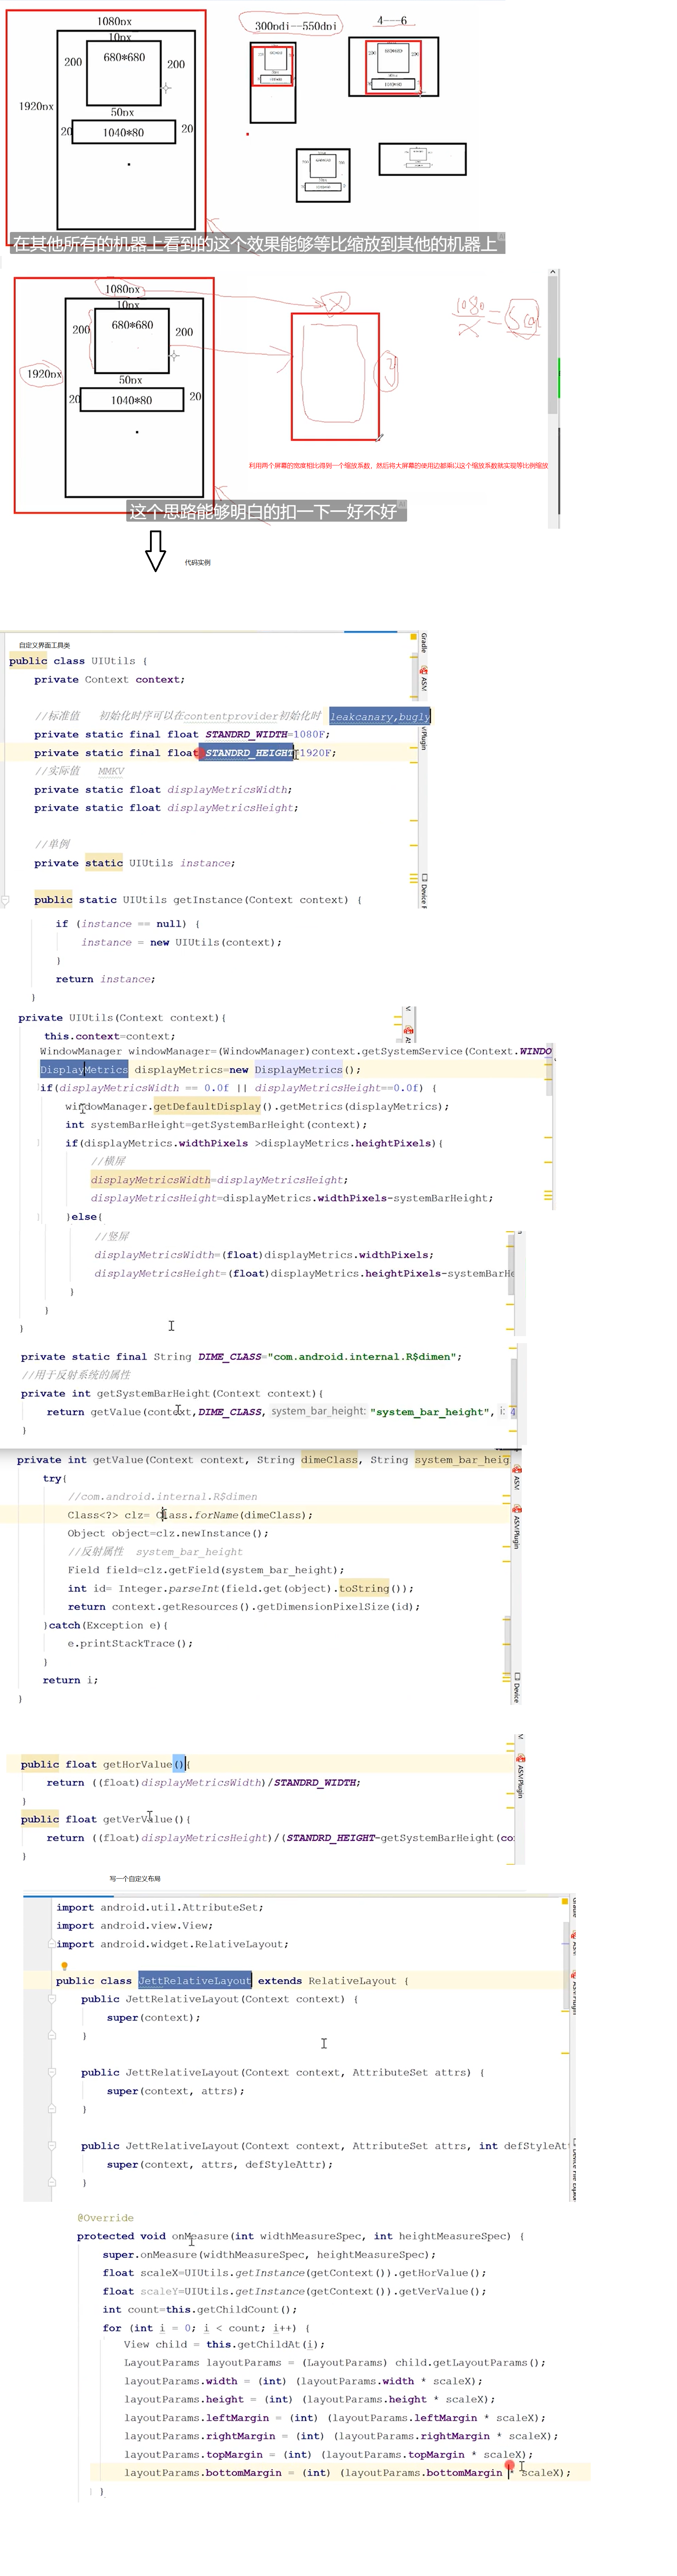 1080px
10px
680*680
200
200
1920px
50px
20
1040*80
20
300pdi--550dpi
4---6
在其他所有的机器上看到的这个效果能够等比缩放到其他的机器上
1080px
10px
680*680
200
200
1920px
50px
20
1040*80
20
x
y
1080
x
利用两个屏幕的宽度相比得到一个缩放系数，然后将大屏幕的使用边都乘以这个缩放系数就实现等比例缩放
这个思路能够明白的扣一下一好不好
代码实例
自定义界面工具类
public class UIUtils {
private Context context;
//标准值 初始化时序可以在contentprovider初始化时 leakcanary,bugly
private static final float STANDRD_WIDTH=1080F;
private static final float STANDRD_HEIGHT=1920F;
//实际值 MMKV
private static float displayMetricsWidth;
private static float displayMetricsHeight;
//单例
private static UIUtils instance;
public static UIUtils getInstance(Context context) {
if (instance == null) {
instance = new UIUtils(context);
}
return instance;
}
private UIUtils(Context context){
this.context=context;
WindowManager windowManager=(WindowManager)context.getSystemService(Context.WINDO
DisplayMetrics displayMetrics=new DisplayMetrics();
if(displayMetricsWidth == 0.0f || displayMetricsHeight==0.0f) {
windowManager.getDefaultDisplay().getMetrics(displayMetrics);
int systemBarHeight=getSystemBarHeight(context);
if(displayMetrics.widthPixels >displayMetrics.heightPixels){
//横屏
displayMetricsWidth=displayMetricsHeight;
displayMetricsHeight=displayMetrics.widthPixels-systemBarHeight;
}else{
//竖屏
displayMetricsWidth=(float)displayMetrics.widthPixels;
displayMetricsHeight=(float)displayMetrics.heightPixels-systemBarHe
}
}
}
private static final String DIME_CLASS="com.android.internal.R$dimen";
//用于反射系统的属性
private int getSystemBarHeight(Context context){
return getValue(context,DIME_CLASS, system_bar_height: "system_bar_height", i: 4
}
private int getValue(Context context, String dimeClass, String system_bar_heig
try{
//com.android.internal.R$dimen
Class<?> clz= Class.forName(dimeClass);
Object object=clz.newInstance();
//反射属性 system_bar_height
Field field=clz.getField(system_bar_height);
int id= Integer.parseInt(field.get(object).toString());
return context.getResources().getDimensionPixelSize(id);
}catch(Exception e){
e.printStackTrace();
}
return i;
}
public float getHorValue(){
return ((float)displayMetricsWidth)/STANDRD_WIDTH;
}
public float getVerValue(){
return ((float)displayMetricsHeight)/(STANDRD_HEIGHT-getSystemBarHeight(co
}
写一个自定义布局
import android.util.AttributeSet;
import android.view.View;
import android.widget.RelativeLayout;
public class JettRelativeLayout extends RelativeLayout {
public JettRelativeLayout(Context context) {
super(context);
}
public JettRelativeLayout(Context context, AttributeSet attrs) {
super(context, attrs);
}
public JettRelativeLayout(Context context, AttributeSet attrs, int defStyleAt
super(context, attrs, defStyleAttr);
}
@Override
protected void onMeasure(int widthMeasureSpec, int heightMeasureSpec) {
super.onMeasure(widthMeasureSpec, heightMeasureSpec);
float scaleX=UIUtils.getInstance(getContext()).getHorValue();
float scaleY=UIUtils.getInstance(getContext()).getVerValue();
int count=this.getChildCount();
for (int i = 0; i < count; i++) {
View child = this.getChildAt(i);
LayoutParams layoutParams = (LayoutParams) child.getLayoutParams();
layoutParams.width = (int) (layoutParams.width * scaleX);
layoutParams.height = (int) (layoutParams.height * scaleX);
layoutParams.leftMargin = (int) (layoutParams.leftMargin * scaleX);
layoutParams.rightMargin = (int) (layoutParams.rightMargin * scaleX);
layoutParams.topMargin = (int) (layoutParams.topMargin * scaleX);
layoutParams.bottomMargin = (int) (layoutParams.bottomMargin * scaleX);
}